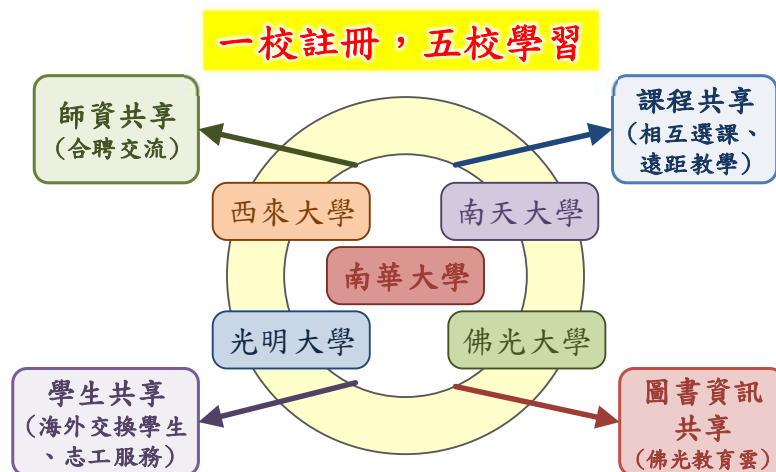 一校註冊，五校學習
師資共享
（合聘交流）
課程共享
（相互選課、
遠距教學）
西來大學
南天大學
南華大學
光明大學
佛光大學
學生共享
（海外交換學生
、志工服務）
圖書資訊
共享
（佛光教育雲）